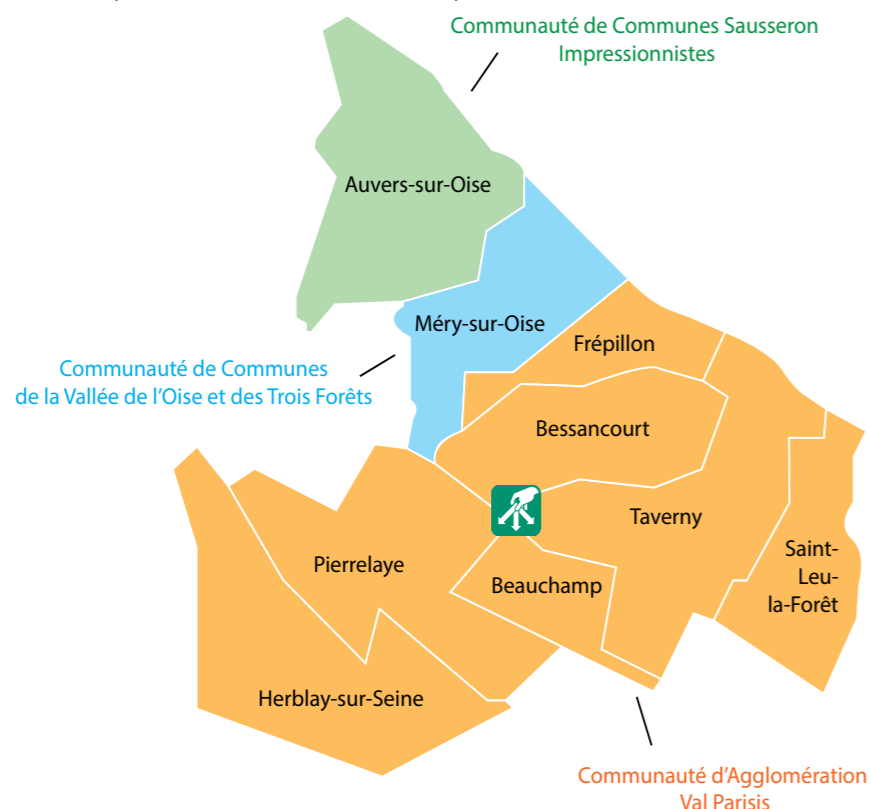 Communauté de Communes Sausseron
Impressionnistes
Auvers-sur-Oise
Méry-sur-Oise
Frépillon
Communauté de Communes
de la Vallée de l'Oise et des Trois Forêts
Bessancourt
Taverny
Saint-
Leu-
la-Forêt
Pierrelaye
Beauchamp
Herblay-sur-Seine
Communauté d'Agglomération
Val Parisis